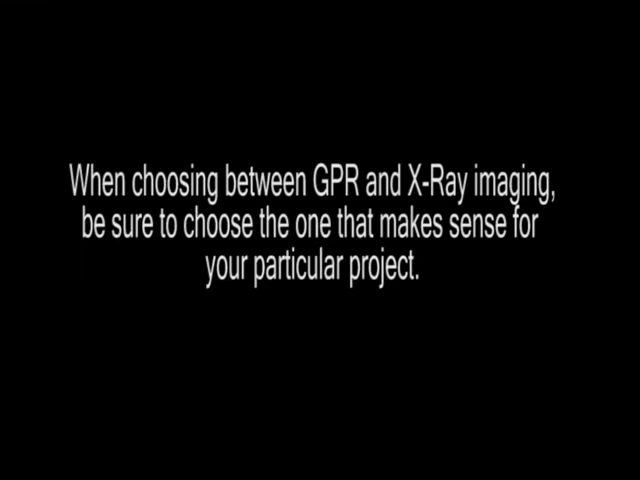 When choosing between GPR and X-Ray imaging,
be sure to choose the one that makes sense for
your particular project.